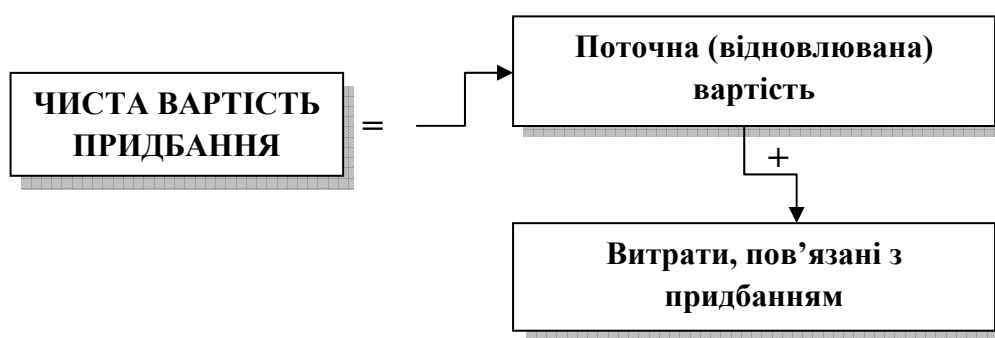 ЧИСТА ВАРТІСТЬ
ПРИДБАННЯ
=
Поточна (відновлювана)
вартість
+
Витрати, пов’язані з
придбанням